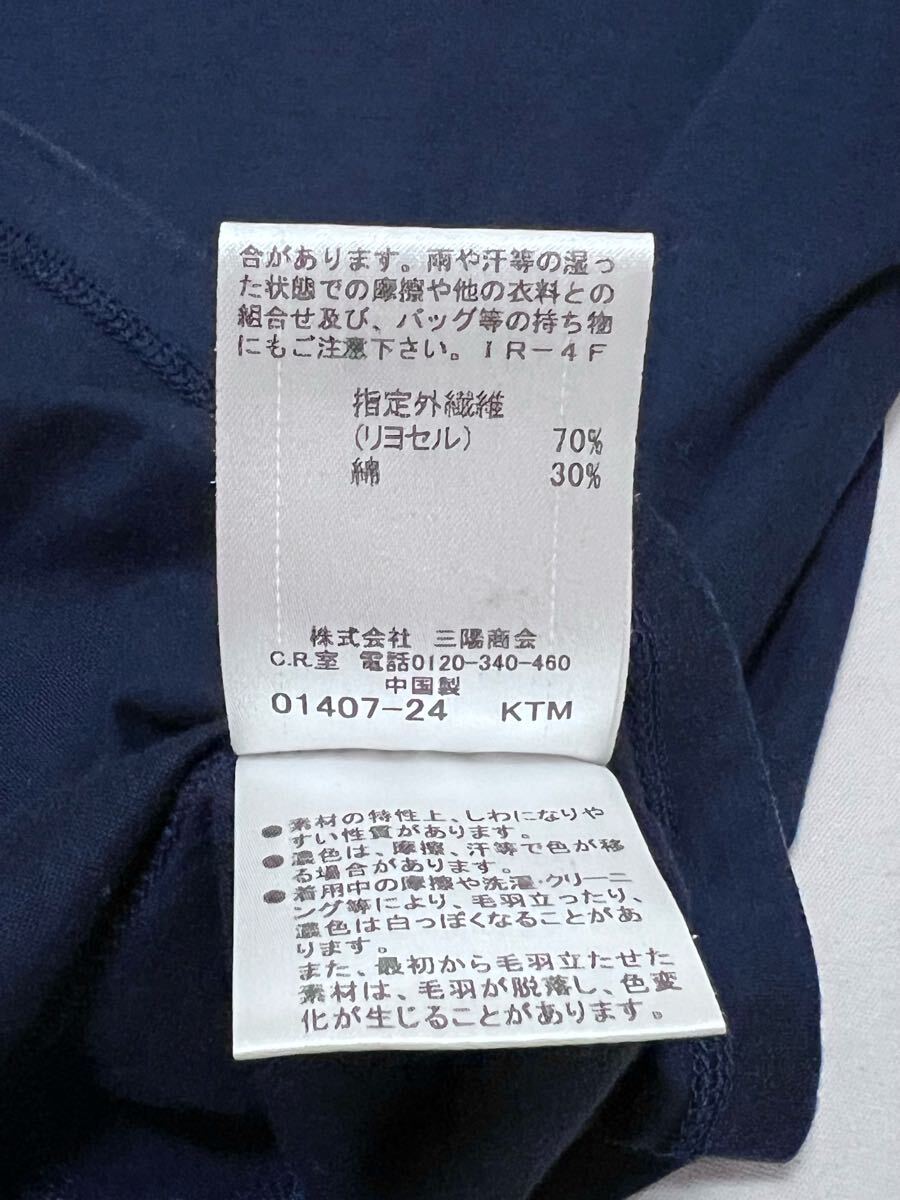 合があります。雨や汗等の湿っ
た状態での摩擦や他の衣料との
組合せ及び、バッグ等の持ち物
にもご注意下さい。IR-4F
指定外繊維
(リヨセル) 70%
綿 30%
株式会社 三陽商会
C.R.室 電話0120-340-460
中国製
01407-24 KTM
●素材の特性上、しわになりや
すい性質があります。
●濃色は、摩擦、汗等で色が移
る場合があります。
●着用中の摩擦や洗濯・クリーニ
ング等により、毛羽立ったり、
濃色は白っぽくなることがあ
ります。
また、最初から毛羽立たせた
素材は、毛羽が脱落し、色変
化が生じることがあります。